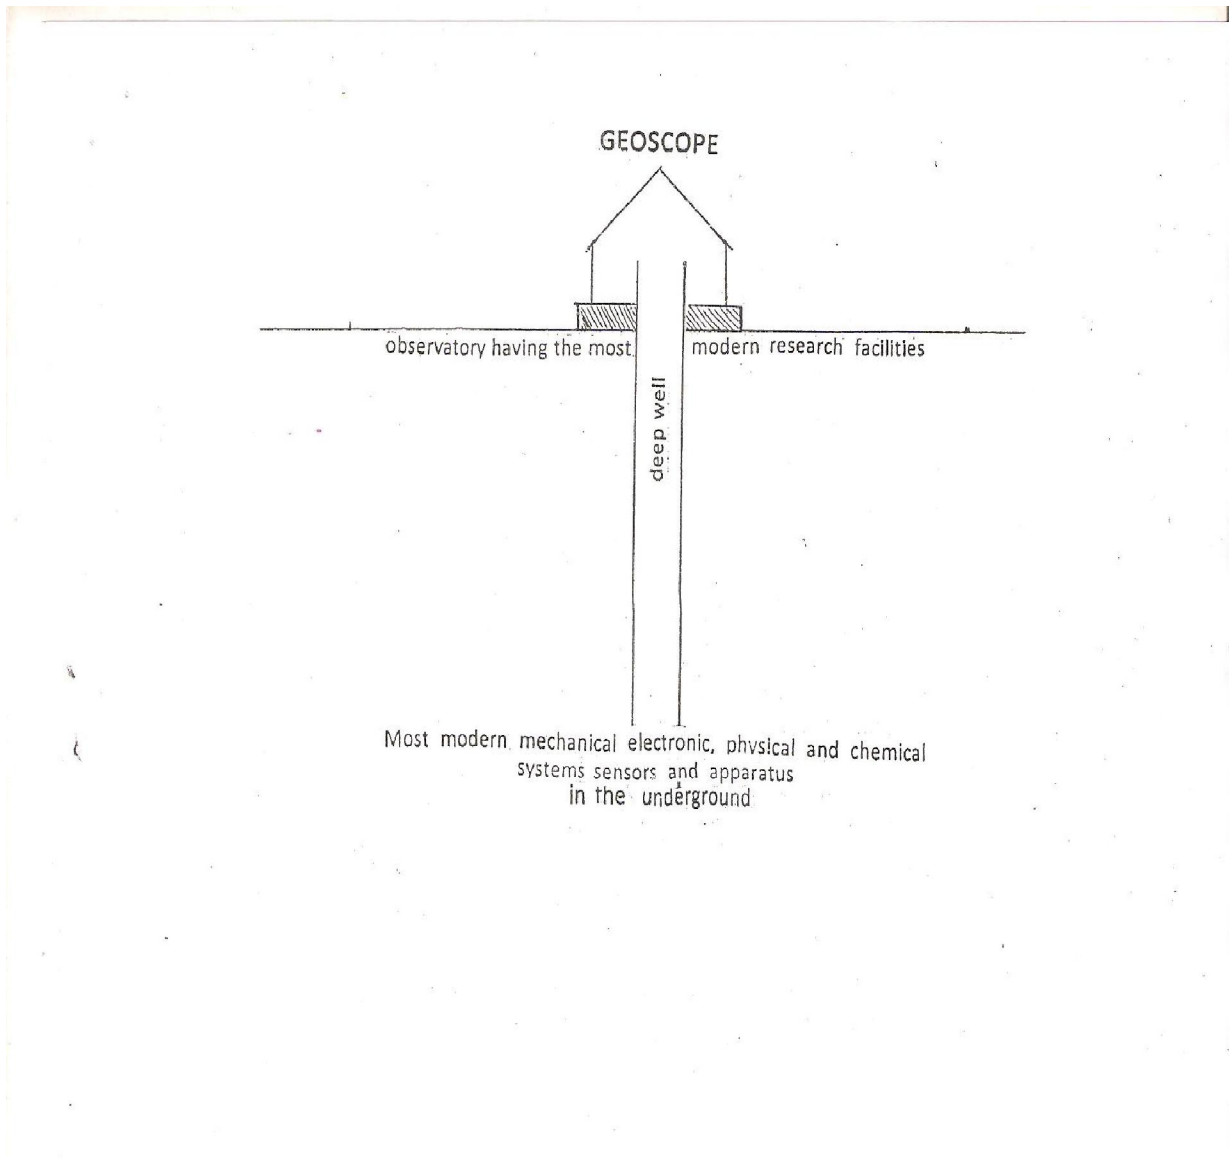 GEOSCOPE
observatory having the most modern research facilities
deep well
Most modern mechanical electronic, physical and chemical
systems sensors and apparatus
in the underground